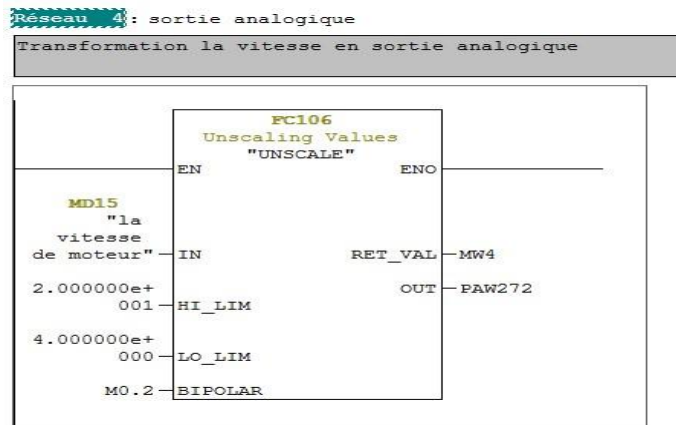 Réseau 4: sortie analogique
Transformation la vitesse en sortie analogique
FC106
Unscaling Values
"UNSCALE"
EN ENO
MD15
"la
vitesse
de moteur" IN RET_VAL MW4
2.000000e+ OUT PAW272
001 HI_LIM
4.000000e+
000 LO_LIM
M0.2 BIPOLAR